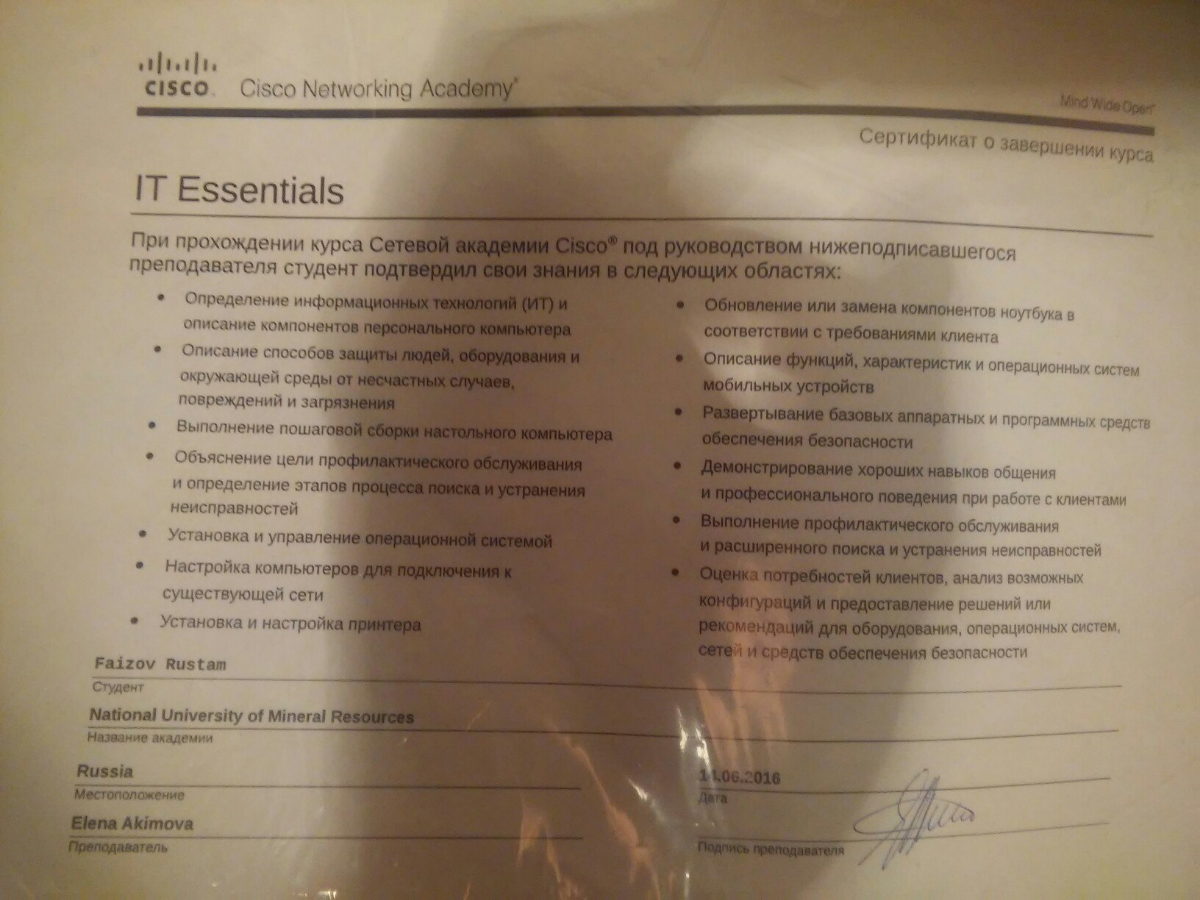 CISCO
Cisco Networking Academy®
Mind Wide Open™
Сертификат о завершении курса
IT Essentials
При прохождении курса Сетевой академии Cisco® под руководством нижеподписавшегося
преподавателя студент подтвердил свои знания в следующих областях:
• Определение информационных технологий (ИТ) и
описание компонентов персонального компьютера
• Описание способов защиты людей, оборудования и
окружающей среды от несчастных случаев,
повреждений и загрязнения
• Выполнение пошаговой сборки настольного компьютера
• Объяснение цели профилактического обслуживания
и определение этапов процесса поиска и устранения
неисправностей
• Установка и управление операционной системой
• Настройка компьютеров для подключения к
существующей сети
• Установка и настройка принтера
• Обновление или замена компонентов ноутбука в
соответствии с требованиями клиента
• Описание функций, характеристик и операционных систем
мобильных устройств
• Развертывание базовых аппаратных и программных средств
обеспечения безопасности
• Демонстрирование хороших навыков общения
и профессионального поведения при работе с клиентами
• Выполнение профилактического обслуживания
и расширенного поиска и устранения неисправностей
• Оценка потребностей клиентов, анализ возможных
конфигураций и предоставление решений или
рекомендаций для оборудования, операционных систем,
сетей и средств обеспечения безопасности
Faizov Rustam
Студент
National University of Mineral Resources
Название академии
Russia
Местоположение
14.06.2016
Дата
Elena Akimova
Преподаватель
Подпись преподавателя